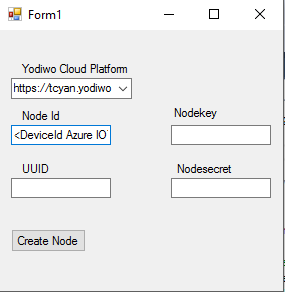 Form1
Yodiwo Cloud Platform
https://tcyan.yodiwo
Node Id
Nodekey
<DeviceId Azure IO
UUID
Nodesecret
Create Node